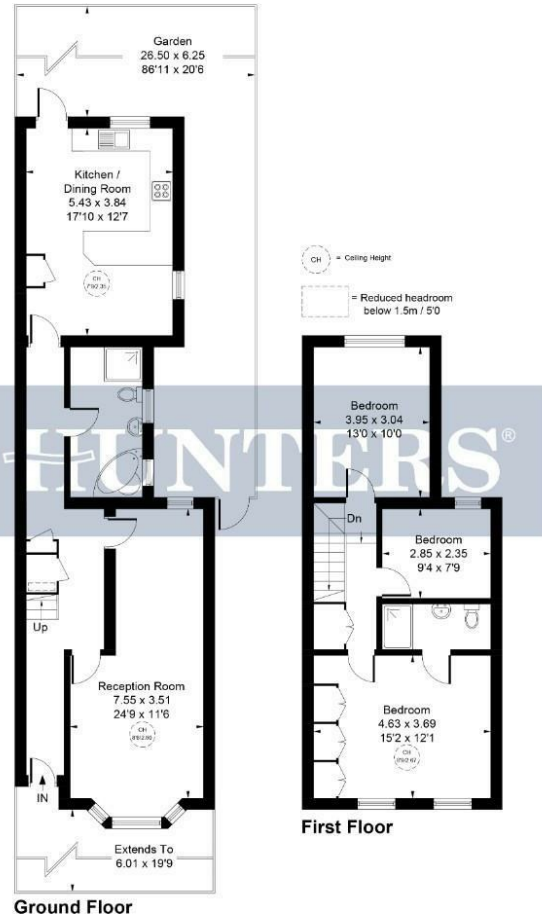 Garden
26.50 x 6.25
86'11 x 20'6
Kitchen /
Dining Room
5.43 x 3.84
17'10 x 12'7
CH
CH = Ceiling Height
= Reduced headroom
below 1.5m / 5'0
HUNTERS®
Bedroom
3.95 x 3.04
13'0 x 10'0
Dn
Bedroom
2.85 x 2.35
9'4 x 7'9
Up
Reception Room
7.55 x 3.51
24'9 x 11'6
CH
Bedroom
4.63 x 3.69
15'2 x 12'1
CH
IN
Extends To
6.01 x 19'9
First Floor
Ground Floor